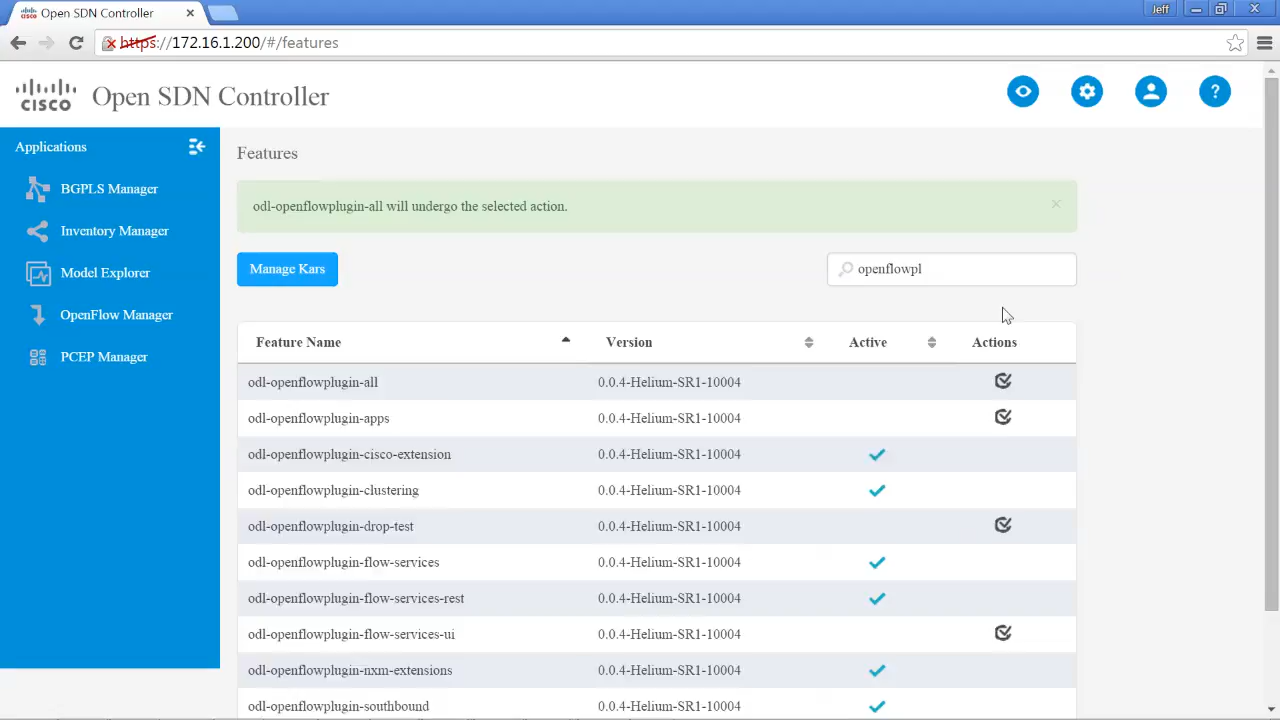 Open SDN Controller
Jeff
https://172.16.1.200/#/features
CISCO Open SDN Controller
?
Applications
Features
BGPLS Manager
odl-openflowplugin-all will undergo the selected action.
×
Inventory Manager
Manage Kars
openflowpl
Model Explorer
OpenFlow Manager
PCEP Manager
Feature Name Version Active Actions
odl-openflowplugin-all 0.0.4-Helium-SR1-10004
odl-openflowplugin-apps 0.0.4-Helium-SR1-10004
odl-openflowplugin-cisco-extension 0.0.4-Helium-SR1-10004
odl-openflowplugin-clustering 0.0.4-Helium-SR1-10004
odl-openflowplugin-drop-test 0.0.4-Helium-SR1-10004
odl-openflowplugin-flow-services 0.0.4-Helium-SR1-10004
odl-openflowplugin-flow-services-rest 0.0.4-Helium-SR1-10004
odl-openflowplugin-flow-services-ui 0.0.4-Helium-SR1-10004
odl-openflowplugin-nxm-extensions 0.0.4-Helium-SR1-10004
odl-openflowplugin-southbound 0.0.4-Helium-SR1-10004